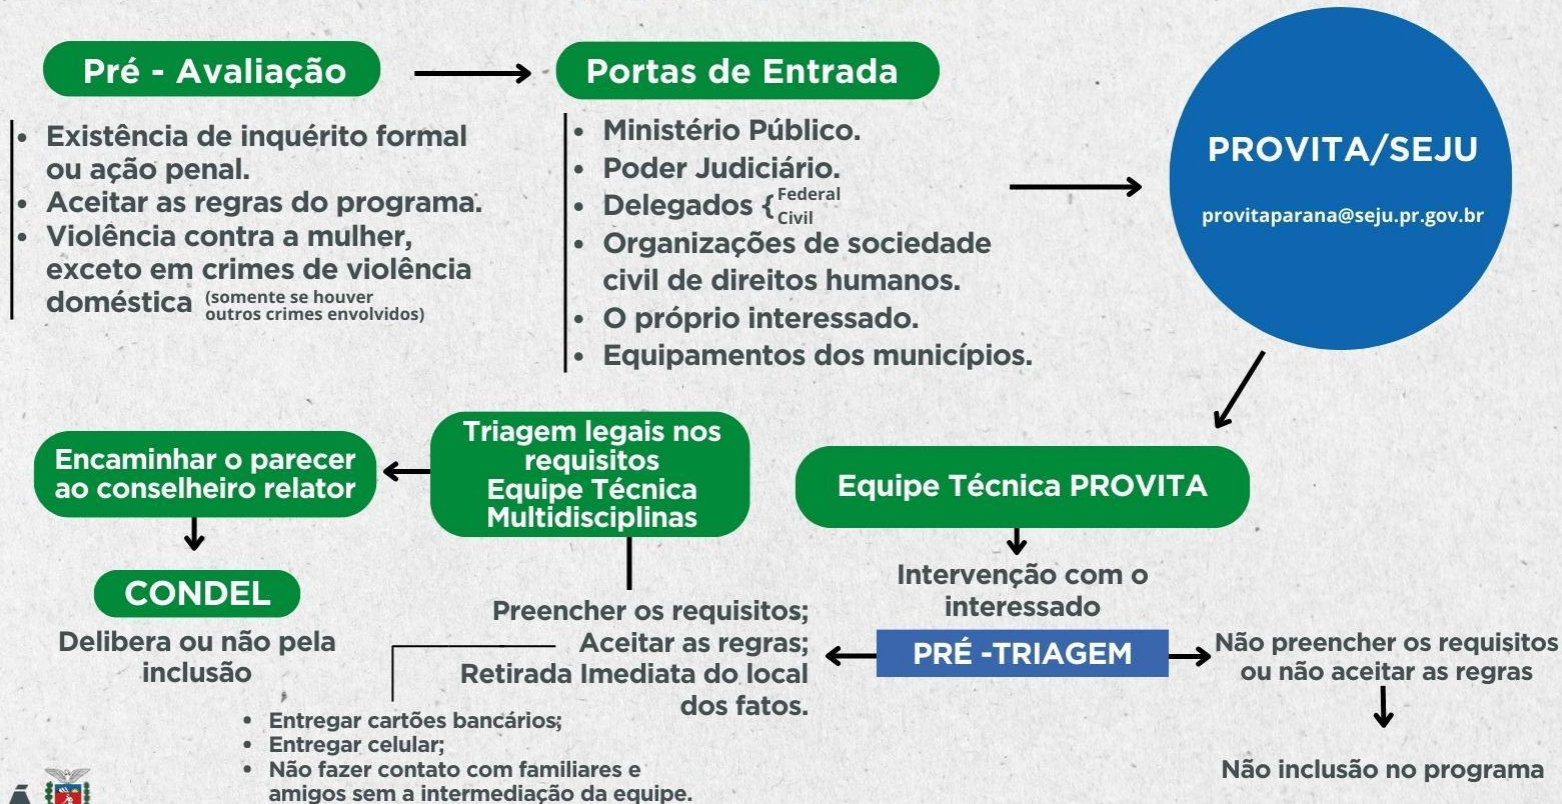 Pré - Avaliação
Existência de inquérito formal
ou ação penal.
Aceitar as regras do programa.
Violência contra a mulher,
exceto em crimes de violência
doméstica (somente se houver
outros crimes envolvidos)
Portas de Entrada
Ministério Público.
Poder Judiciário.
Delegados { Federal
Civil
Organizações de sociedade
civil de direitos humanos.
O próprio interessado.
Equipamentos dos municípios.
PROVITA/SEJU
provitaparana@seju.pr.gov.br
Equipe Técnica PROVITA
Intervenção com o
interessado
PRÉ -TRIAGEM
Não preencher os requisitos
ou não aceitar as regras
Não inclusão no programa
Preencher os requisitos;
Aceitar as regras;
Retirada Imediata do local
dos fatos.
Entregar cartões bancários;
Entregar celular;
Não fazer contato com familiares e
amigos sem a intermediação da equipe.
Triagem legais nos
requisitos
Equipe Técnica
Multidisciplinas
Encaminhar o parecer
ao conselheiro relator
CONDEL
Delibera ou não pela
inclusão